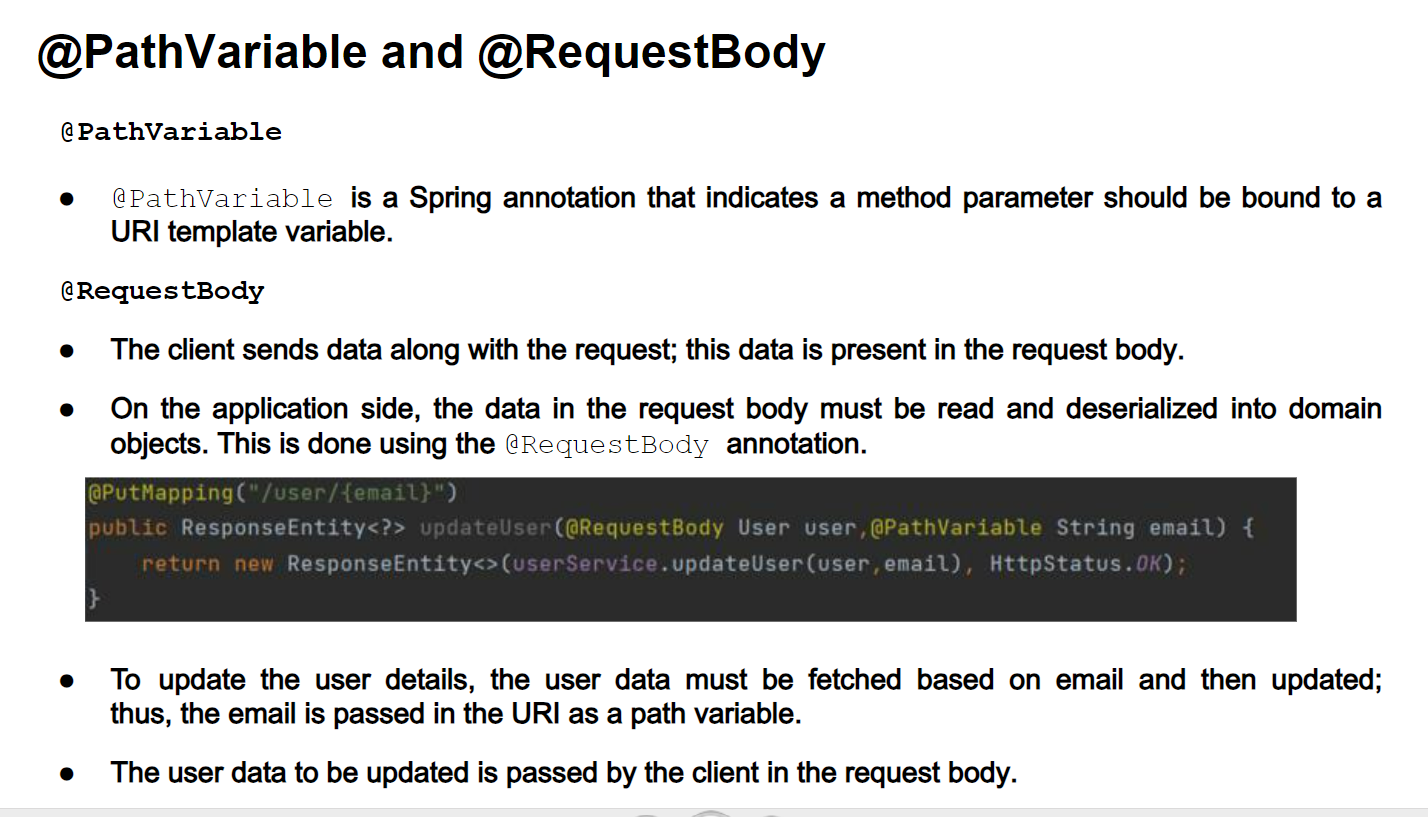 @PathVariable and @RequestBody
@PathVariable
● @PathVariable is a Spring annotation that indicates a method parameter should be bound to a
URI template variable.
@RequestBody
● The client sends data along with the request; this data is present in the request body.
● On the application side, the data in the request body must be read and deserialized into domain
objects. This is done using the @RequestBody annotation.
@PutMapping("/user/{email}")
public ResponseEntity<?> updateUser(@RequestBody User user,@PathVariable String email) {
    return new ResponseEntity<>(userService.updateUser(user,email), HttpStatus.OK);
}
● To update the user details, the user data must be fetched based on email and then updated;
thus, the email is passed in the URI as a path variable.
● The user data to be updated is passed by the client in the request body.